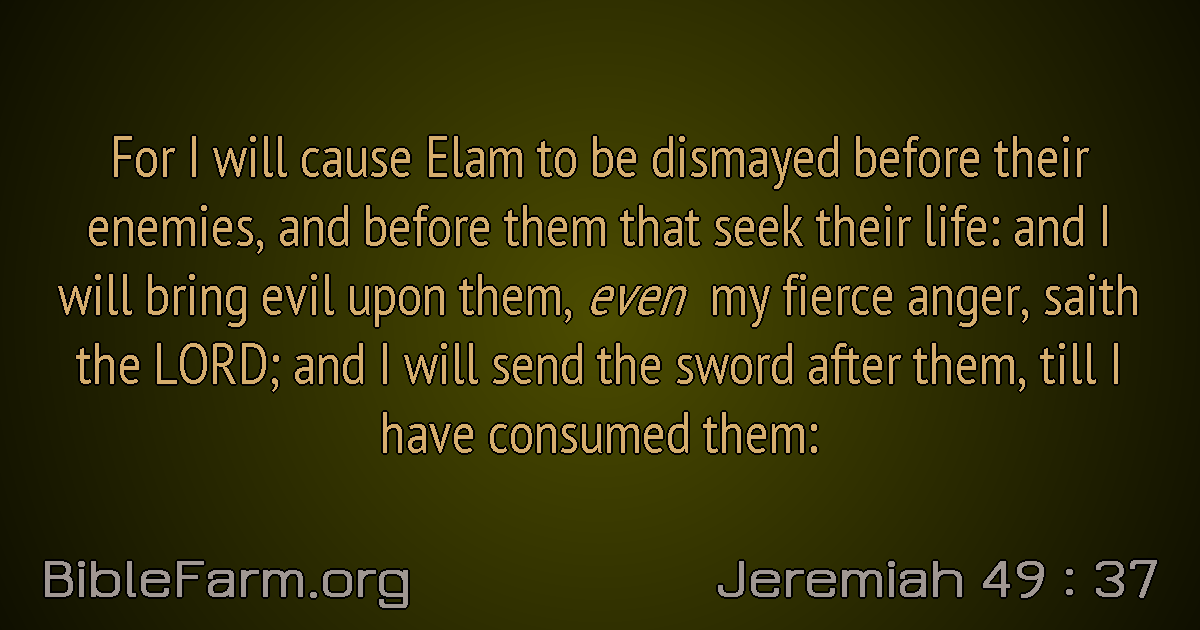 For I will cause Elam to be dismayed before their
enemies, and before them that seek their life: and I
will bring evil upon them, even my fierce anger, saith
the LORD; and I will send the sword after them, till I
have consumed them:
BibleFarm.org
Jeremiah 49 : 37